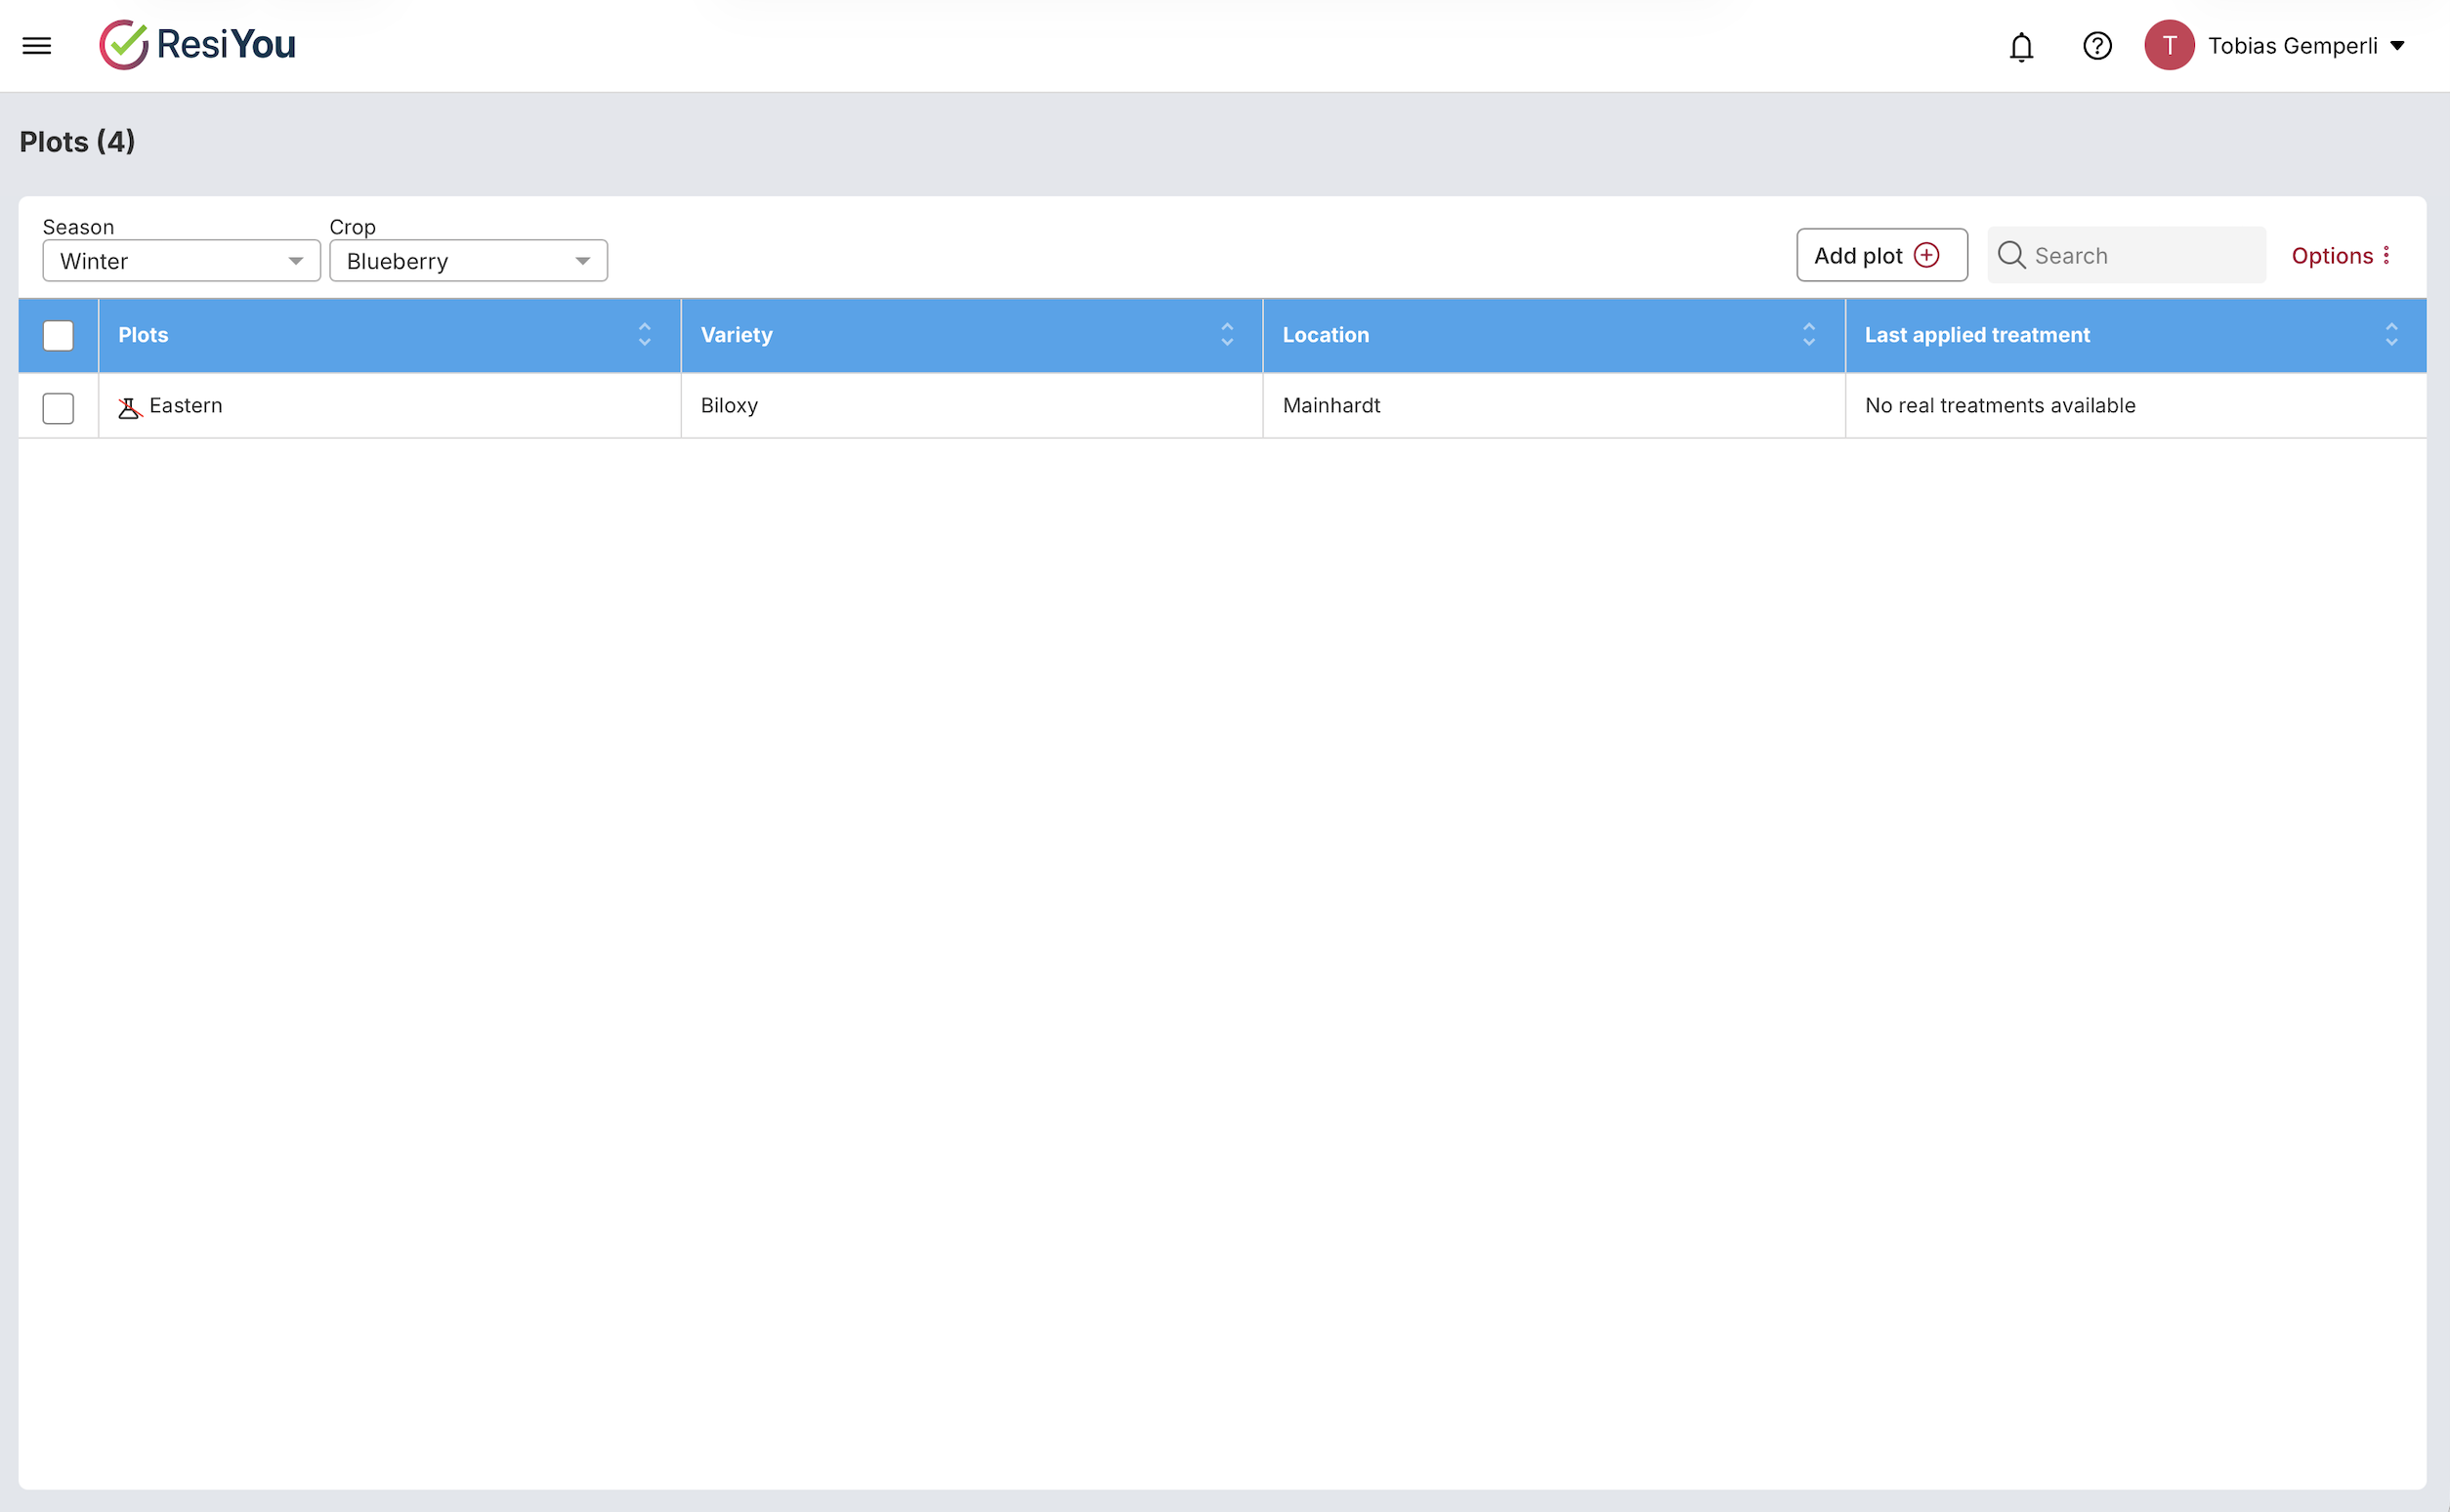 ResiYou
T Tobias Gemperli
Plots (4)
Season Crop
Winter Blueberry Add plot Search Options
Plots Variety Location Last applied treatment
Eastern Biloxy Mainhardt No real treatments available